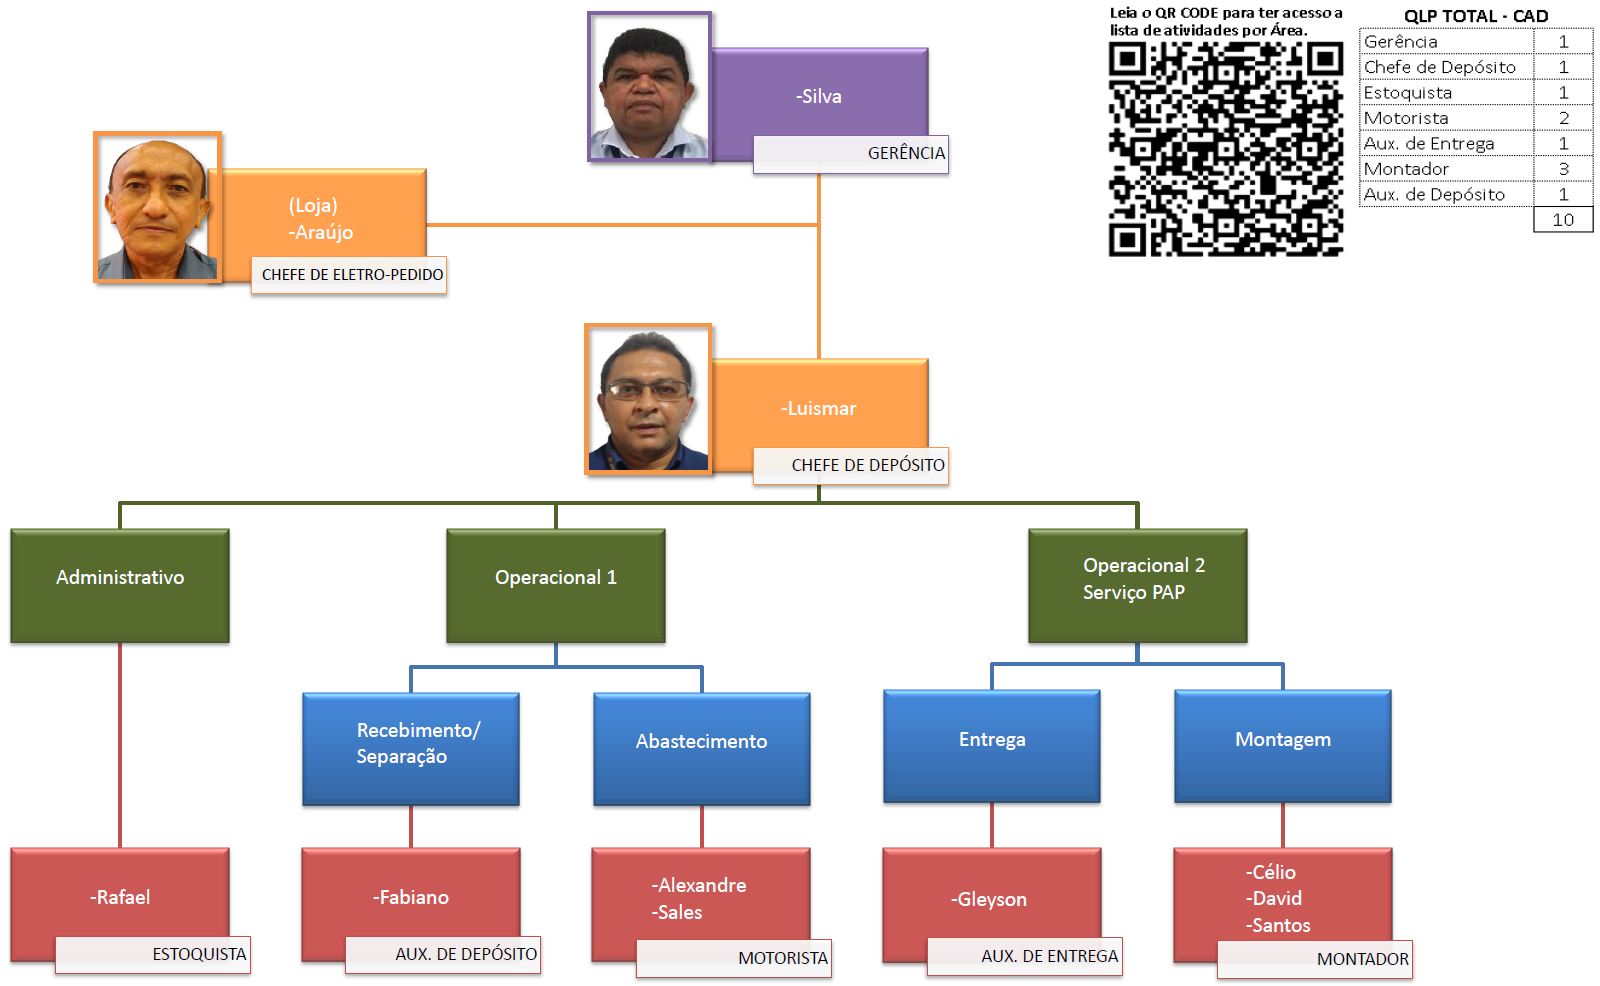 Leia o QR CODE para ter acesso a
lista de atividades por Área.
QLP TOTAL - CAD
Gerência 1
Chefe de Depósito 1
Estoquista 1
Motorista 2
Aux. de Entrega 1
Montador 3
Aux. de Depósito 1
10
-Silva
GERÊNCIA
(Loja)
-Araújo
CHEFE DE ELETRO-PEDIDO
-Luismar
CHEFE DE DEPÓSITO
Administrativo
Operacional 1
Operacional 2
Serviço PAP
Recebimento/
Separação
Abastecimento
Entrega
Montagem
-Rafael
ESTOQUISTA
-Fabiano
AUX. DE DEPÓSITO
-Alexandre
-Sales
MOTORISTA
-Gleyson
AUX. DE ENTREGA
-Célio
-David
-Santos
MONTADOR